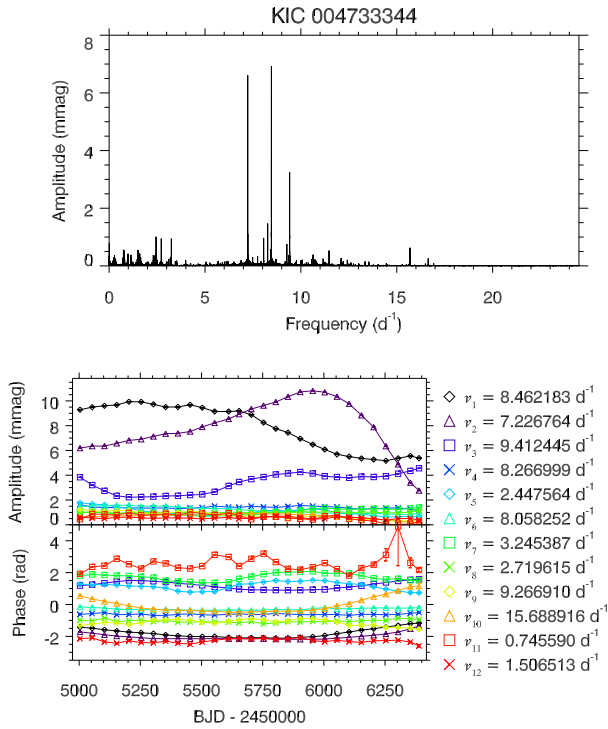 KIC 004733344
8
6
4
2
0
Amplitude (mmag)
0 5 10 15 20
Frequency (d⁻¹)
10
8
6
4
2
0
Amplitude (mmag)
4
2
0
-2
Phase (rad)
5000 5250 5500 5750 6000 6250
BJD - 2450000
ν₁ = 8.462183 d⁻¹
ν₂ = 7.226764 d⁻¹
ν₃ = 9.412445 d⁻¹
ν₄ = 8.266999 d⁻¹
ν₅ = 2.447564 d⁻¹
ν₆ = 8.058252 d⁻¹
ν₇ = 3.245387 d⁻¹
ν₈ = 2.719615 d⁻¹
ν₉ = 9.266910 d⁻¹
ν₁₀ = 15.688916 d⁻¹
ν₁₁ = 0.745590 d⁻¹
ν₁₂ = 1.506513 d⁻¹